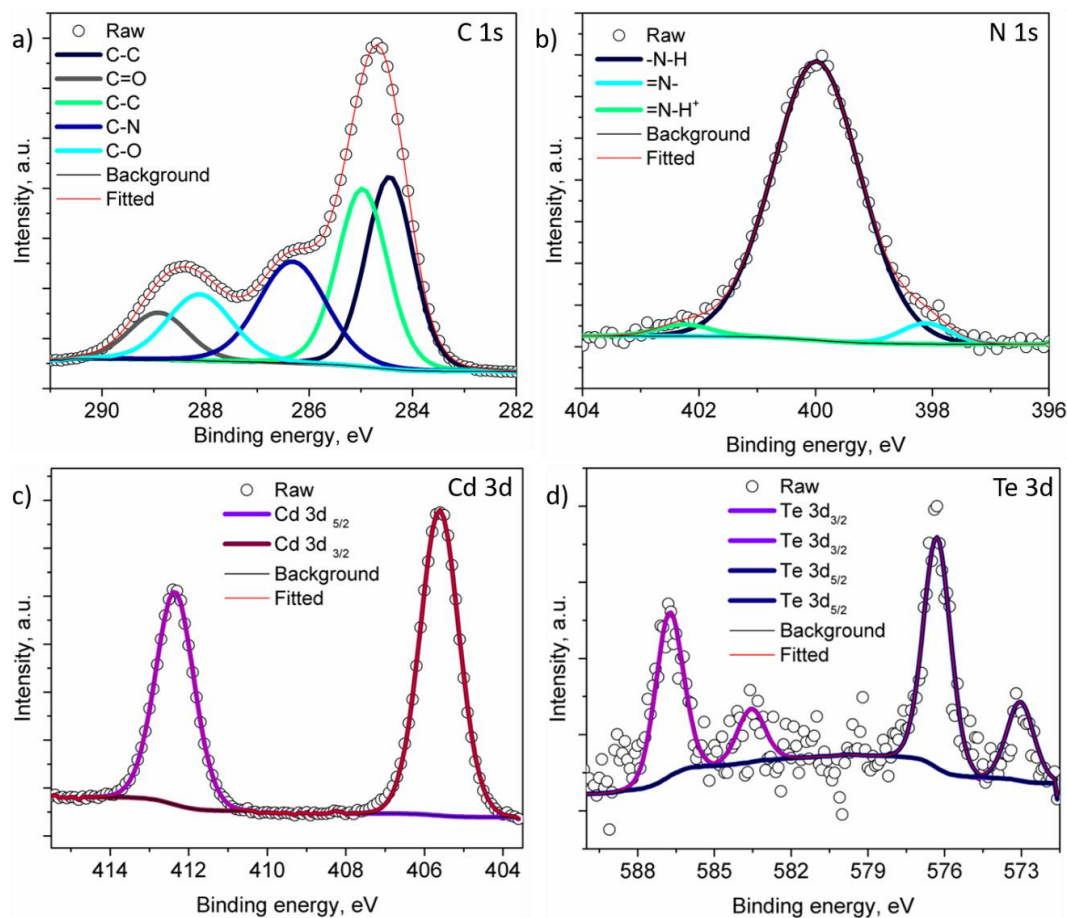 a)
C 1s
Raw
C-C
C=O
C-C
C-N
C-O
Background
Fitted
Intensity, a.u.
290 288 286 284 282
Binding energy, eV
b)
N 1s
Raw
-N-H
=N-
=N-H⁺
Background
Fitted
Intensity, a.u.
404 402 400 398 396
Binding energy, eV
c)
Cd 3d
Raw
Cd 3d 5/2
Cd 3d 3/2
Background
Fitted
Intensity, a.u.
414 412 410 408 406 404
Binding energy, eV
d)
Te 3d
Raw
Te 3d3/2
Te 3d3/2
Te 3d5/2
Te 3d5/2
Background
Fitted
Intensity, a.u.
588 585 582 579 576 573
Binding energy, eV